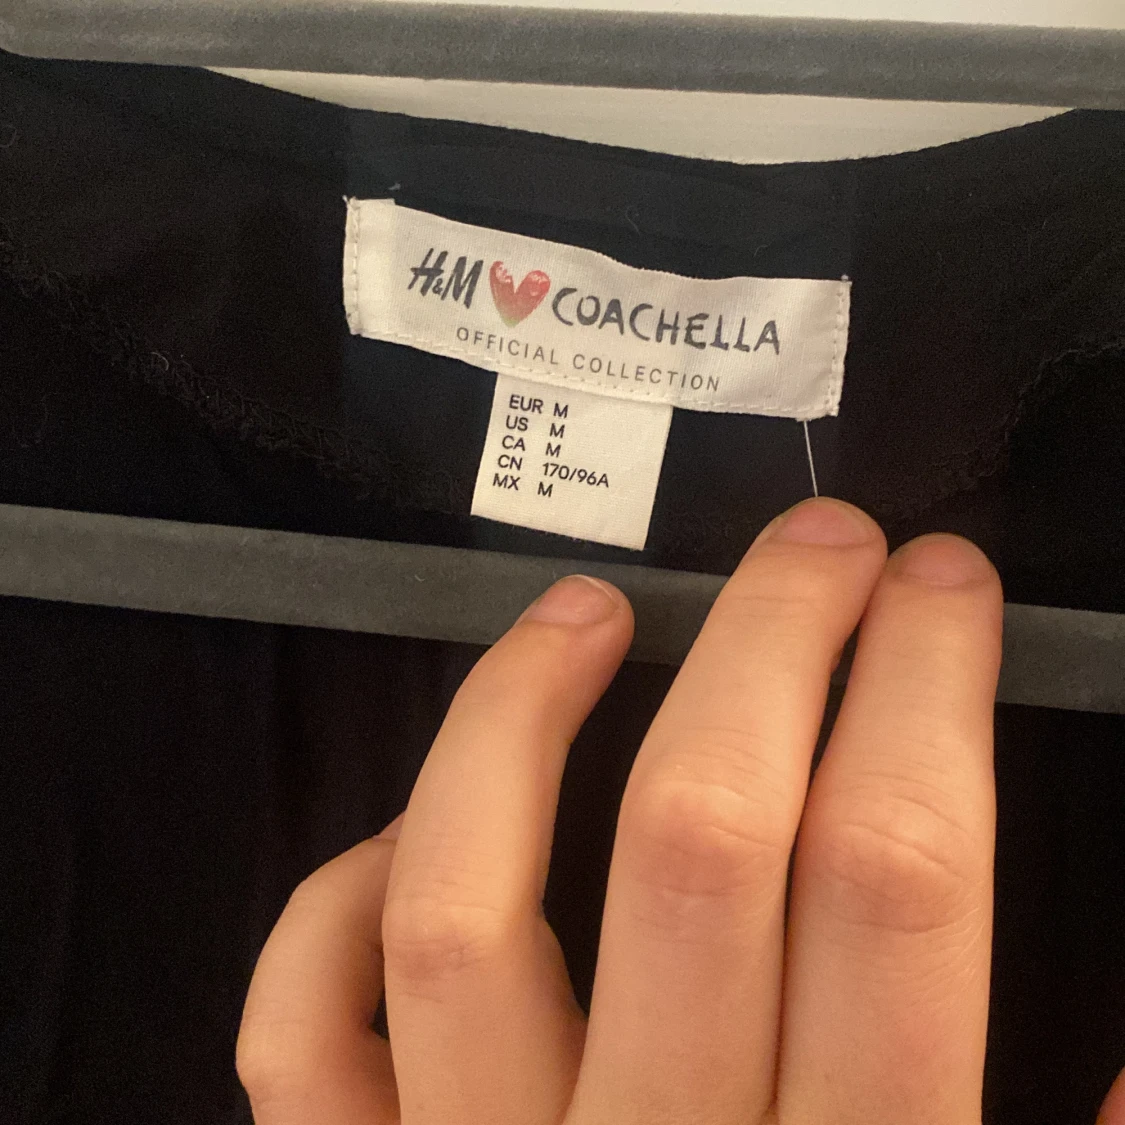 H&M COACHELLA
OFFICIAL COLLECTION
EUR M
US M
CA M
CN 170/96A
MX M